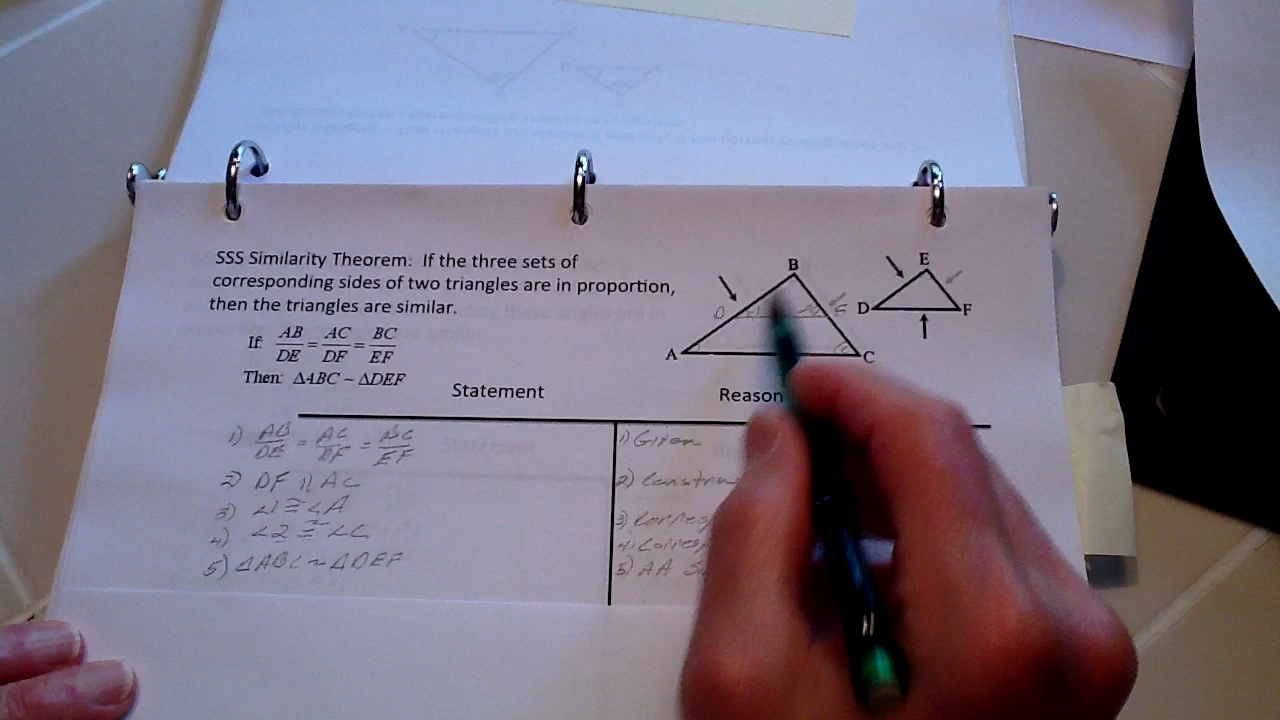 SSS Similarity Theorem: If the three sets of
corresponding sides of two triangles are in proportion,
then the triangles are similar.
If: AB/DE = AC/DF = BC/EF
Then: ΔABC ~ ΔDEF
B
E
D
D
F
A
C
1
2
Statement
Reason
1) AB/DE = AC/DF = BC/EF
1) Given
2) DF || AC
2) Constru
3) ∠1 ≅ ∠A
3) Corres
4) ∠2 ≅ ∠C
4) Corresp
5) ΔABC ~ ΔDEF
5) AA S